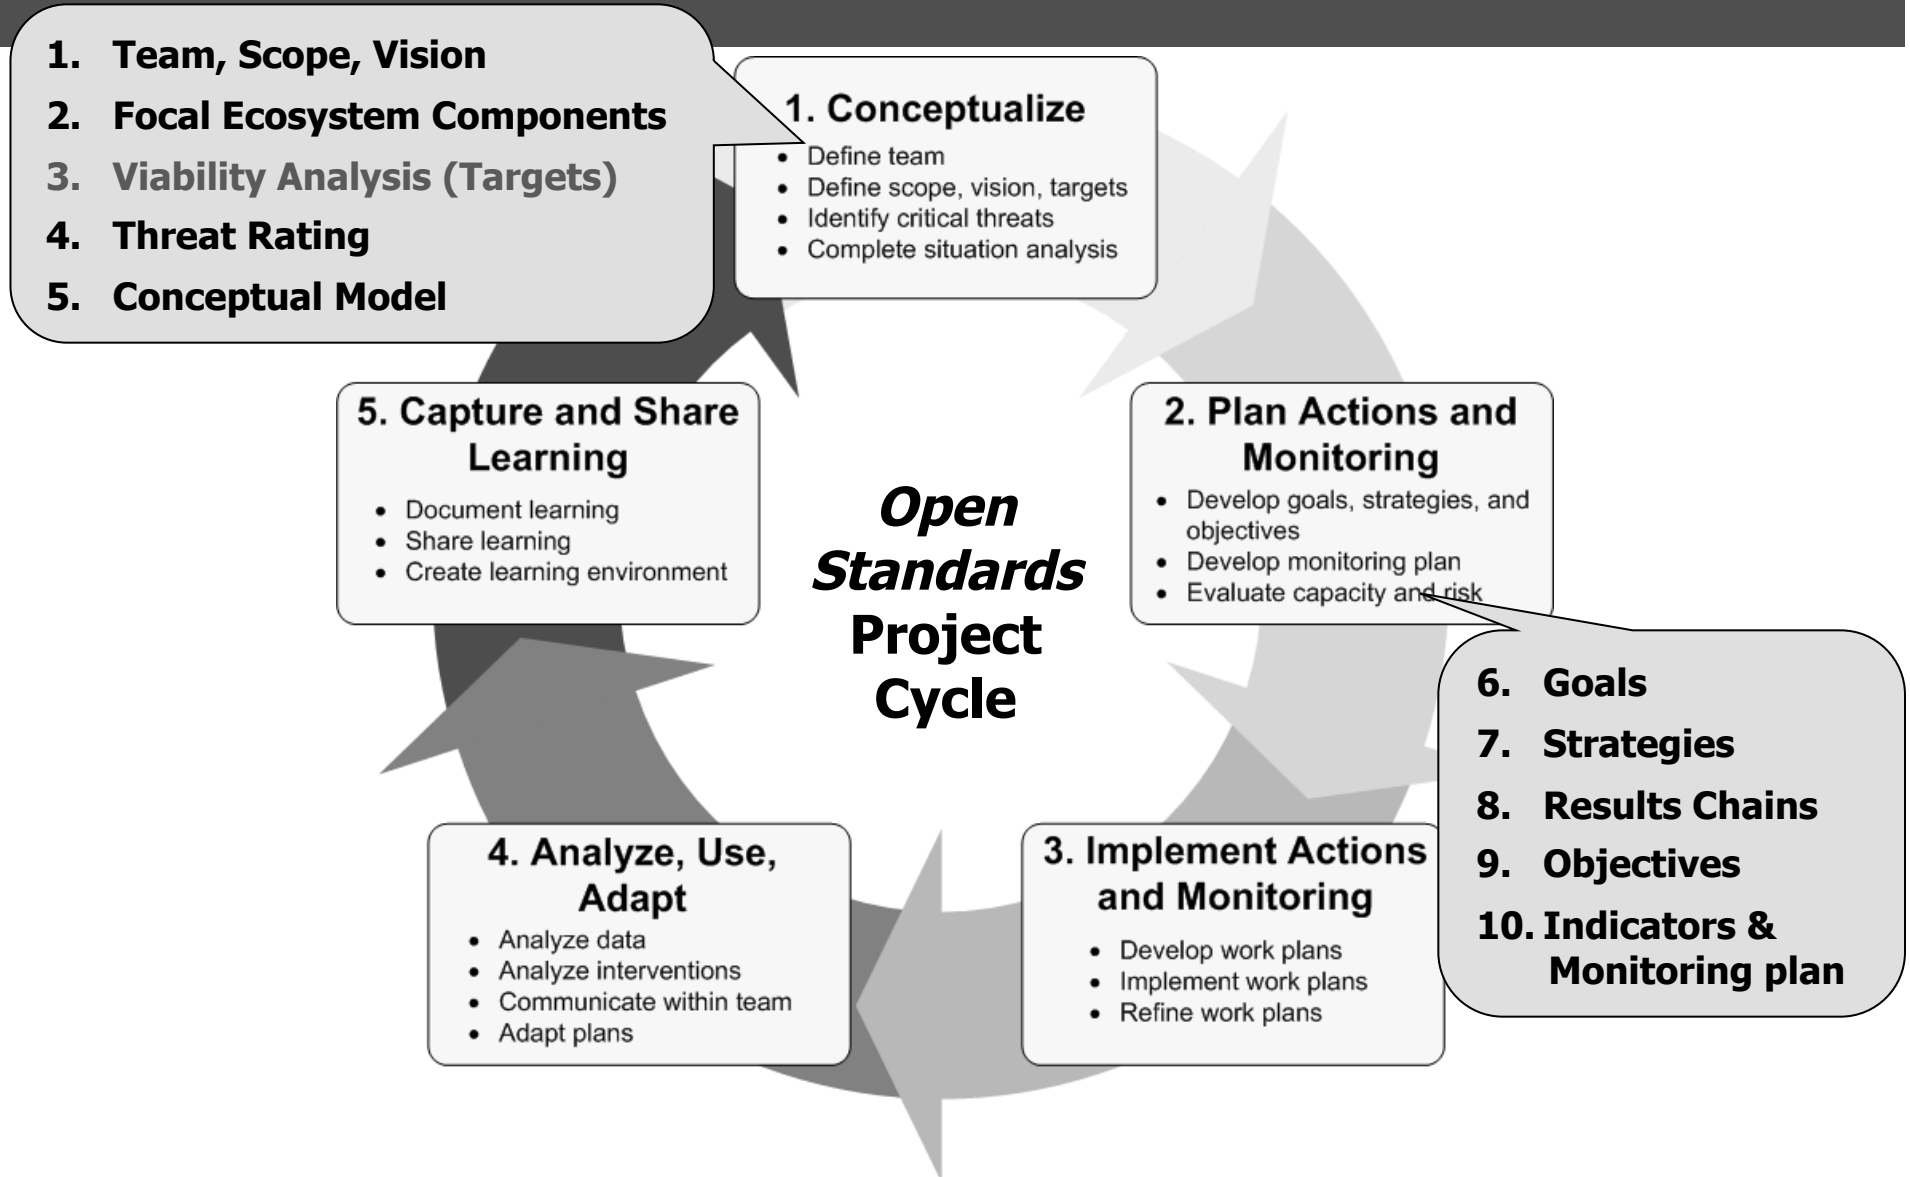 1. Team, Scope, Vision
2. Focal Ecosystem Components
3. Viability Analysis (Targets)
4. Threat Rating
5. Conceptual Model
1. Conceptualize
• Define team
• Define scope, vision, targets
• Identify critical threats
• Complete situation analysis
2. Plan Actions and
Monitoring
• Develop goals, strategies, and
objectives
• Develop monitoring plan
• Evaluate capacity and risk
6. Goals
7. Strategies
8. Results Chains
9. Objectives
10. Indicators &
Monitoring plan
3. Implement Actions
and Monitoring
• Develop work plans
• Implement work plans
• Refine work plans
4. Analyze, Use,
Adapt
• Analyze data
• Analyze interventions
• Communicate within team
• Adapt plans
5. Capture and Share
Learning
• Document learning
• Share learning
• Create learning environment
Open
Standards
Project
Cycle